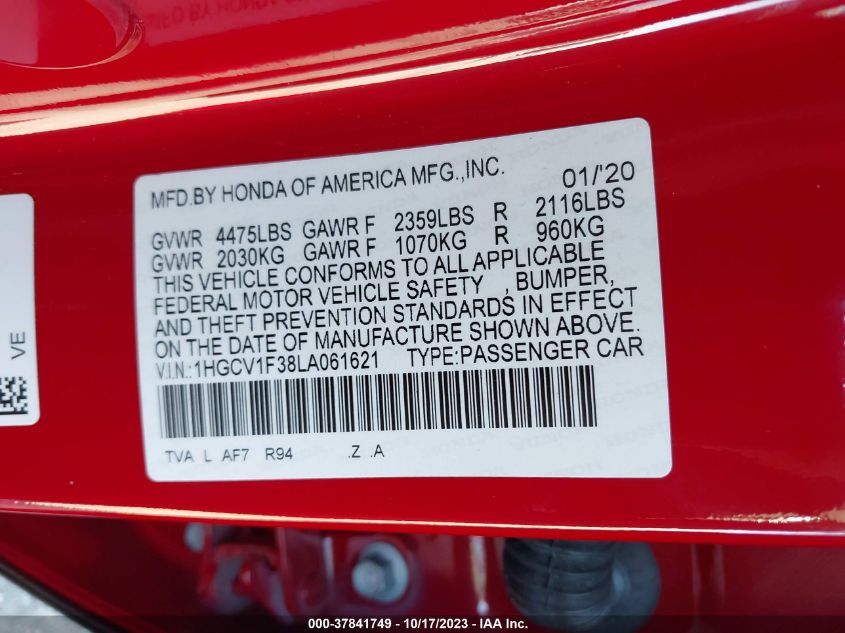 MFD.BY HONDA OF AMERICA MFG.,INC. 01/'20
GVWR 4475LBS GAWR F 2359LBS R 2116LBS
GVWR 2030KG GAWR F 1070KG R 960KG
THIS VEHICLE CONFORMS TO ALL APPLICABLE
FEDERAL MOTOR VEHICLE SAFETY , BUMPER,
AND THEFT PREVENTION STANDARDS IN EFFECT
ON THE DATE OF MANUFACTURE SHOWN ABOVE.
V.I.N.:1HGCV1F38LA061621 TYPE:PASSENGER CAR
TVA L AF7 R94 .Z .A
VE
000-37841749 - 10/17/2023 - IAA Inc.